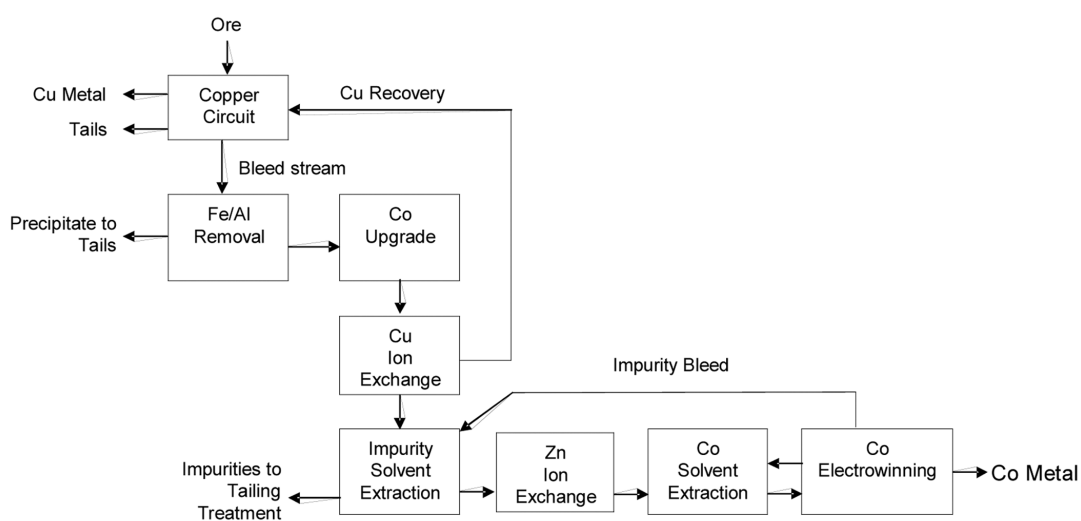 Ore
Cu Metal
Copper
Circuit
Cu Recovery
Tails
Bleed stream
Precipitate to
Tails
Fe/Al
Removal
Co
Upgrade
Cu
Ion
Exchange
Impurity Bleed
Impurities to
Tailing
Treatment
Impurity
Solvent
Extraction
Zn
Ion
Exchange
Co
Solvent
Extraction
Co
Electrowinning
Co Metal